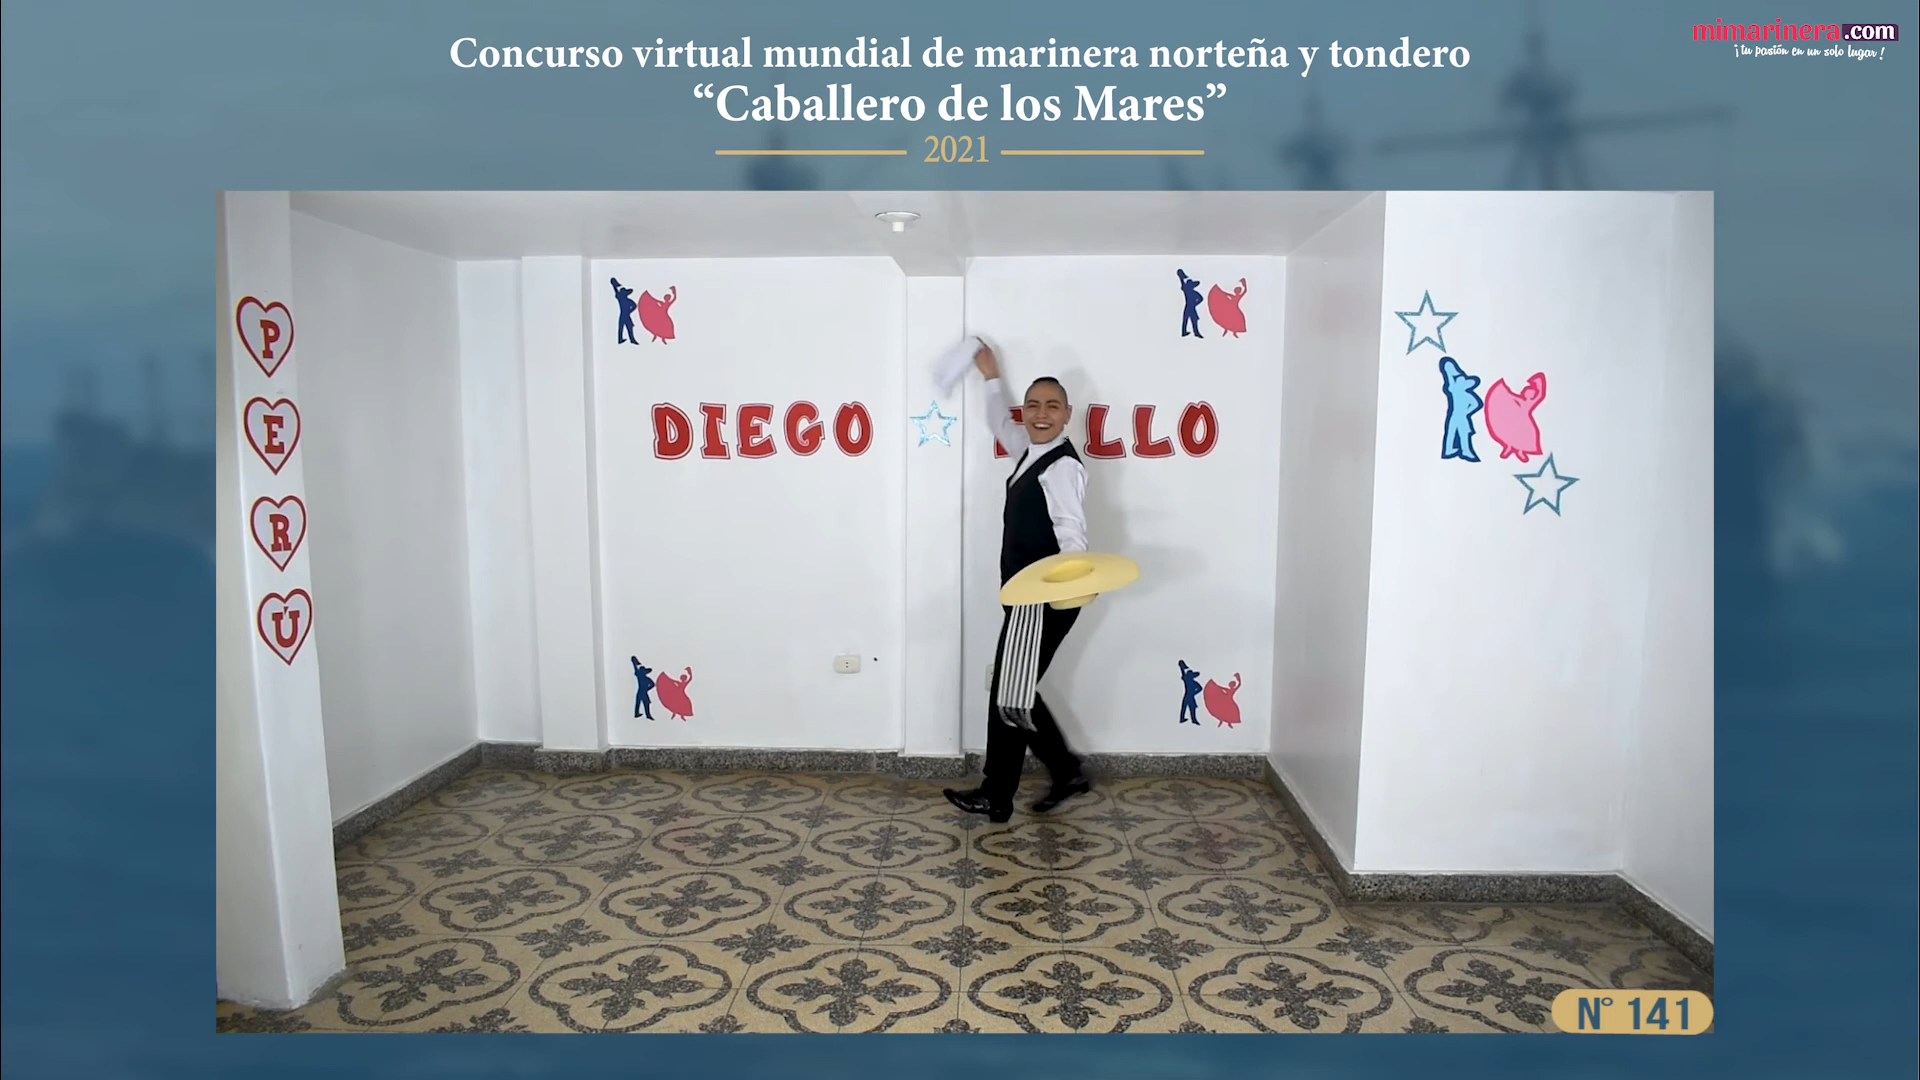 mimarinera.com
¡tu pasión en un solo lugar!
Concurso virtual mundial de marinera norteña y tondero
“Caballero de los Mares”
2021
P
E
R
Ú
DIEGO
LLO
N° 141